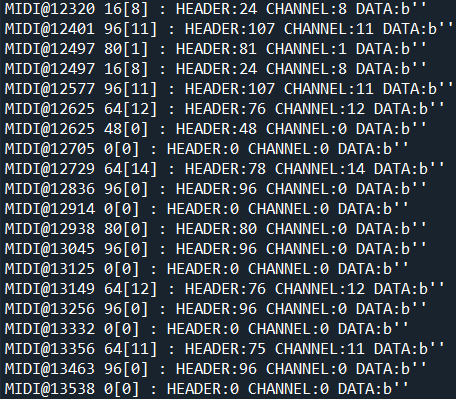 MIDI@12320 16[8] : HEADER:24 CHANNEL:8 DATA:b''
MIDI@12401 96[11] : HEADER:107 CHANNEL:11 DATA:b''
MIDI@12497 80[1] : HEADER:81 CHANNEL:1 DATA:b''
MIDI@12497 16[8] : HEADER:24 CHANNEL:8 DATA:b''
MIDI@12577 96[11] : HEADER:107 CHANNEL:11 DATA:b''
MIDI@12625 64[12] : HEADER:76 CHANNEL:12 DATA:b''
MIDI@12625 48[0] : HEADER:48 CHANNEL:0 DATA:b''
MIDI@12705 0[0] : HEADER:0 CHANNEL:0 DATA:b''
MIDI@12729 64[14] : HEADER:78 CHANNEL:14 DATA:b''
MIDI@12836 96[0] : HEADER:96 CHANNEL:0 DATA:b''
MIDI@12914 0[0] : HEADER:0 CHANNEL:0 DATA:b''
MIDI@12938 80[0] : HEADER:80 CHANNEL:0 DATA:b''
MIDI@13045 96[0] : HEADER:96 CHANNEL:0 DATA:b''
MIDI@13125 0[0] : HEADER:0 CHANNEL:0 DATA:b''
MIDI@13149 64[12] : HEADER:76 CHANNEL:12 DATA:b''
MIDI@13256 96[0] : HEADER:96 CHANNEL:0 DATA:b''
MIDI@13332 0[0] : HEADER:0 CHANNEL:0 DATA:b''
MIDI@13356 64[11] : HEADER:75 CHANNEL:11 DATA:b''
MIDI@13463 96[0] : HEADER:96 CHANNEL:0 DATA:b''
MIDI@13538 0[0] : HEADER:0 CHANNEL:0 DATA:b''